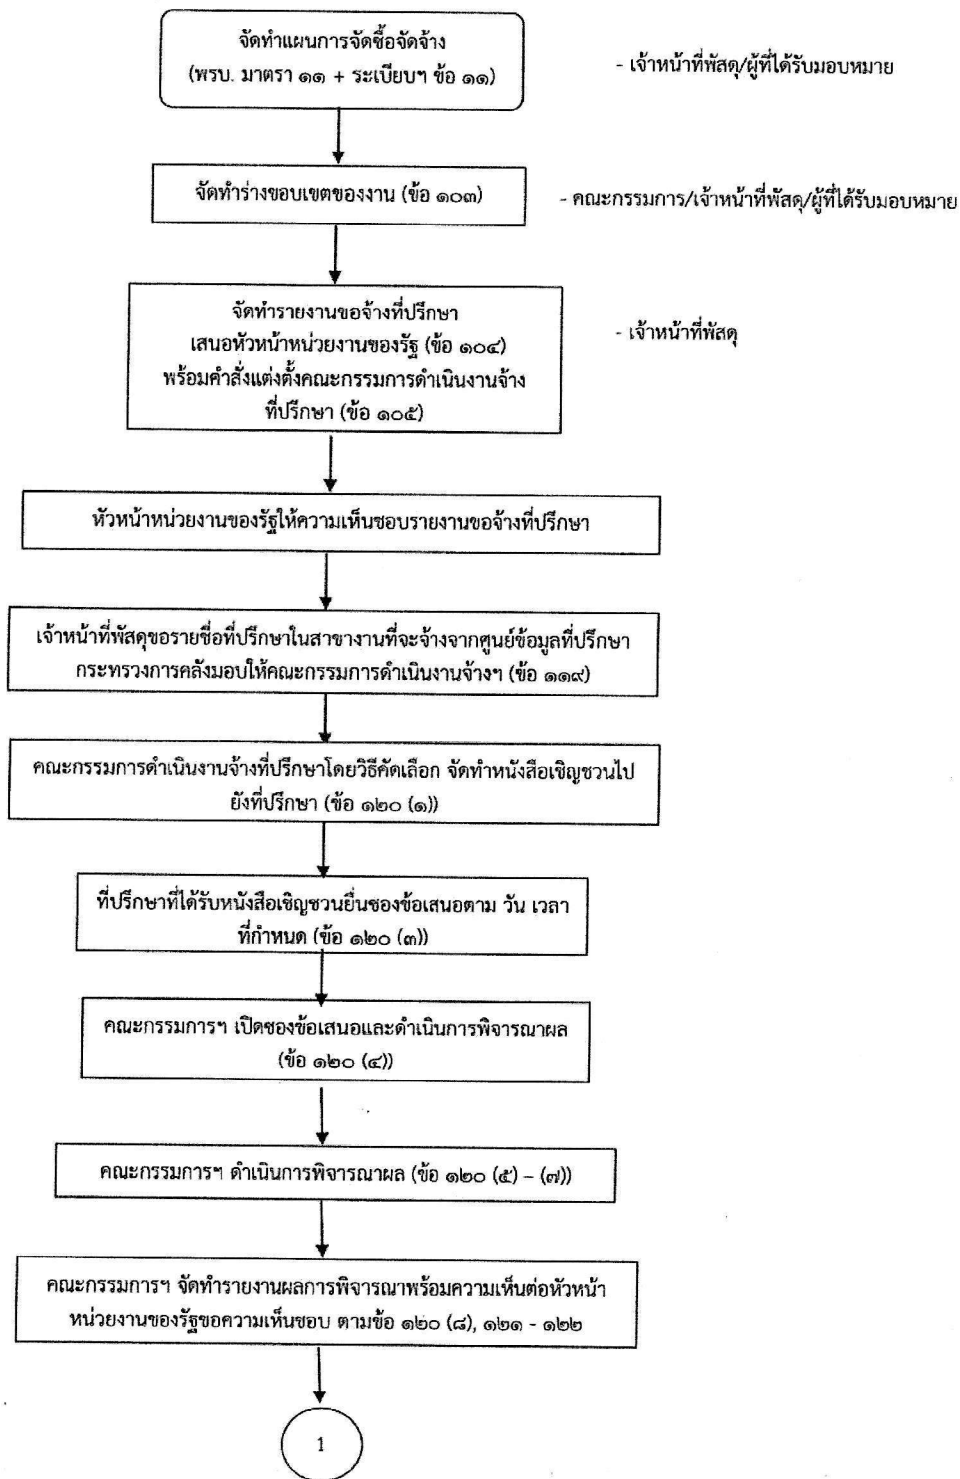 จัดทำแผนการจัดซื้อจัดจ้าง
(พรบ. มาตรา ๑๑ + ระเบียบฯ ข้อ ๑๑)
- เจ้าหน้าที่พัสดุ/ผู้ที่ได้รับมอบหมาย
จัดทำร่างขอบเขตของงาน (ข้อ ๑๐๓)
- คณะกรรมการ/เจ้าหน้าที่พัสดุ/ผู้ที่ได้รับมอบหมาย
จัดทำรายงานขอจ้างที่ปรึกษา
เสนอหัวหน้าหน่วยงานของรัฐ (ข้อ ๑๐๔)
พร้อมคำสั่งแต่งตั้งคณะกรรมการดำเนินงานจ้าง
ที่ปรึกษา (ข้อ ๑๐๕)
- เจ้าหน้าที่พัสดุ
หัวหน้าหน่วยงานของรัฐให้ความเห็นชอบรายงานขอจ้างที่ปรึกษา
เจ้าหน้าที่พัสดุขอรายชื่อที่ปรึกษาในสาขางานที่จะจ้างจากศูนย์ข้อมูลที่ปรึกษา
กระทรวงการคลังมอบให้คณะกรรมการดำเนินงานจ้างฯ (ข้อ ๑๑๙)
คณะกรรมการดำเนินงานจ้างที่ปรึกษาโดยวิธีคัดเลือก จัดทำหนังสือเชิญชวนไป
ยังที่ปรึกษา (ข้อ ๑๒๐ (๑))
ที่ปรึกษาที่ได้รับหนังสือเชิญชวนยื่นซองข้อเสนอตาม วัน เวลา
ที่กำหนด (ข้อ ๑๒๐ (๓))
คณะกรรมการฯ เปิดซองข้อเสนอและดำเนินการพิจารณาผล
(ข้อ ๑๒๐ (๔))
คณะกรรมการฯ ดำเนินการพิจารณาผล (ข้อ ๑๒๐ (๕) – (๗))
คณะกรรมการฯ จัดทำรายงานผลการพิจารณาพร้อมความเห็นต่อหัวหน้า
หน่วยงานของรัฐขอความเห็นชอบ ตามข้อ ๑๒๐ (๘), ๑๒๑ - ๑๒๒
1